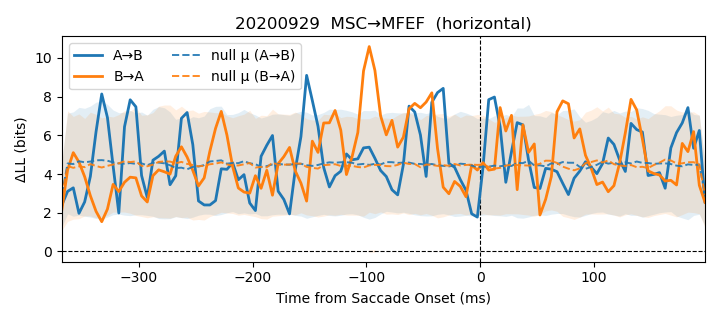 20200929  MSC→MFEF  (horizontal)
ΔLL (bits)
10
8
6
4
2
0
A→B
B→A
null μ (A→B)
null μ (B→A)
−300
−200
−100
0
100
Time from Saccade Onset (ms)